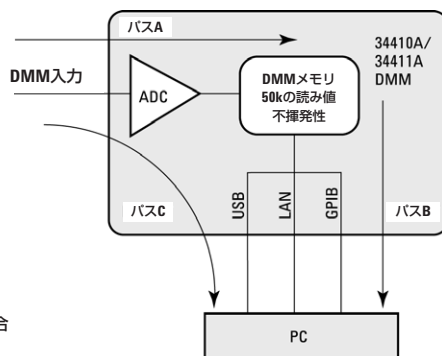 パスA
34410A/
34411A
DMM
DMM入力
ADC
DMMメモリ
50kの読み値
不揮発性
パスC
USB
LAN
GPIB
パスB
合
PC